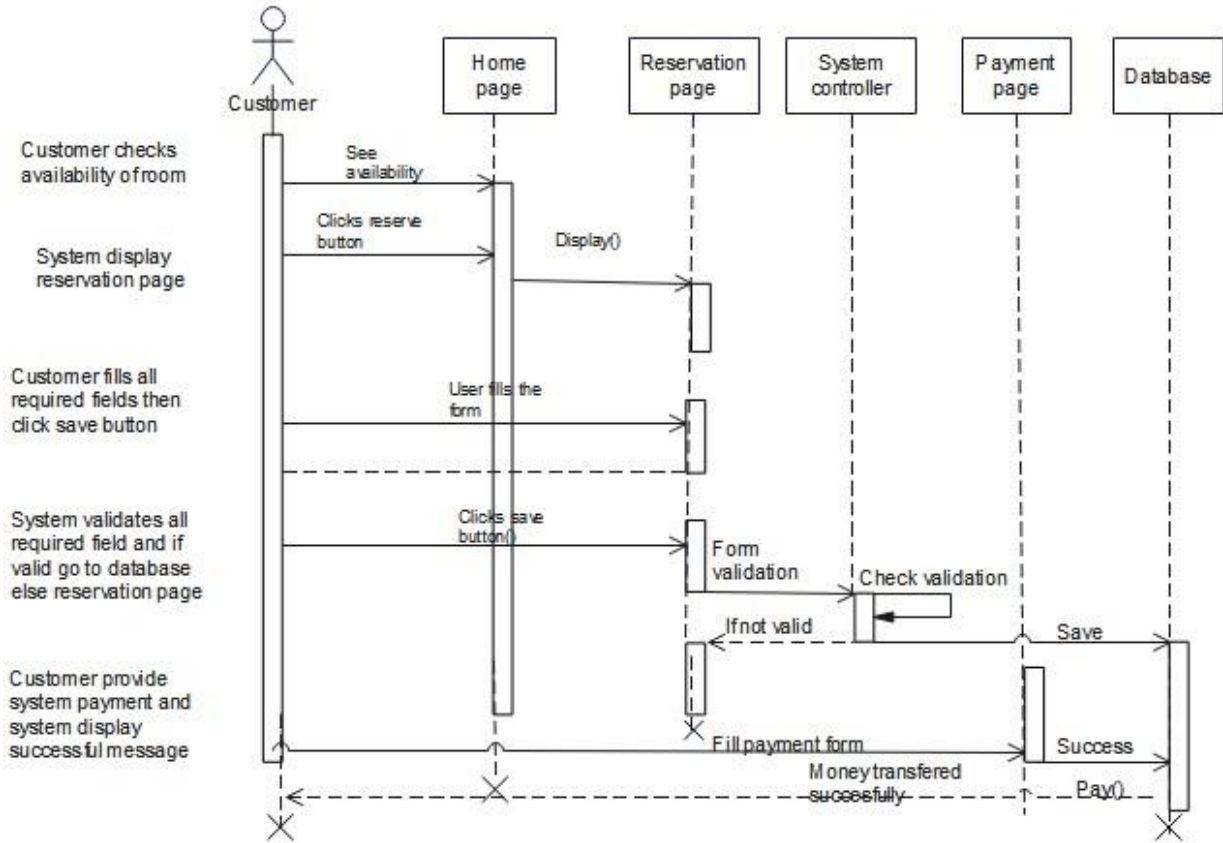 Customer
Home
page
Reservation
page
System
controller
Payment
page
Database
Customer checks
availability of room
See
availability
Clicks reserve
button
Display()
System display
reservation page
Customer fills all
required fields then
click save button
User fills the
form
System validates all
required field and if
valid go to database
else reservation page
Clicks save
button()
Form
validation
Check validation
If not valid
Save
Customer provide
system payment and
system display
successful message
Fill payment form
Success
Money transfered
succesfully
Pay()